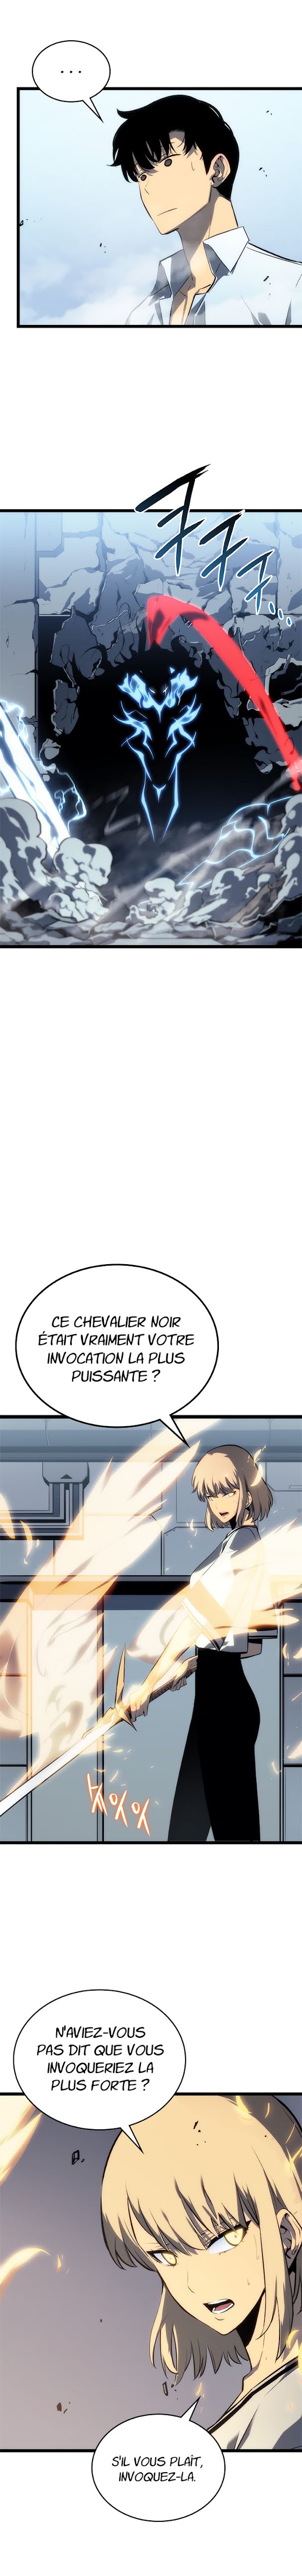 ...
CE CHEVALIER NOIR
ÉTAIT VRAIMENT VOTRE
INVOCATION LA PLUS
PUISSANTE ?
N'AVIEZ-VOUS
PAS DIT QUE VOUS
INVOQUERIEZ LA
PLUS FORTE ?
S'IL VOUS PLAÎT,
INVOQUEZ-LA.